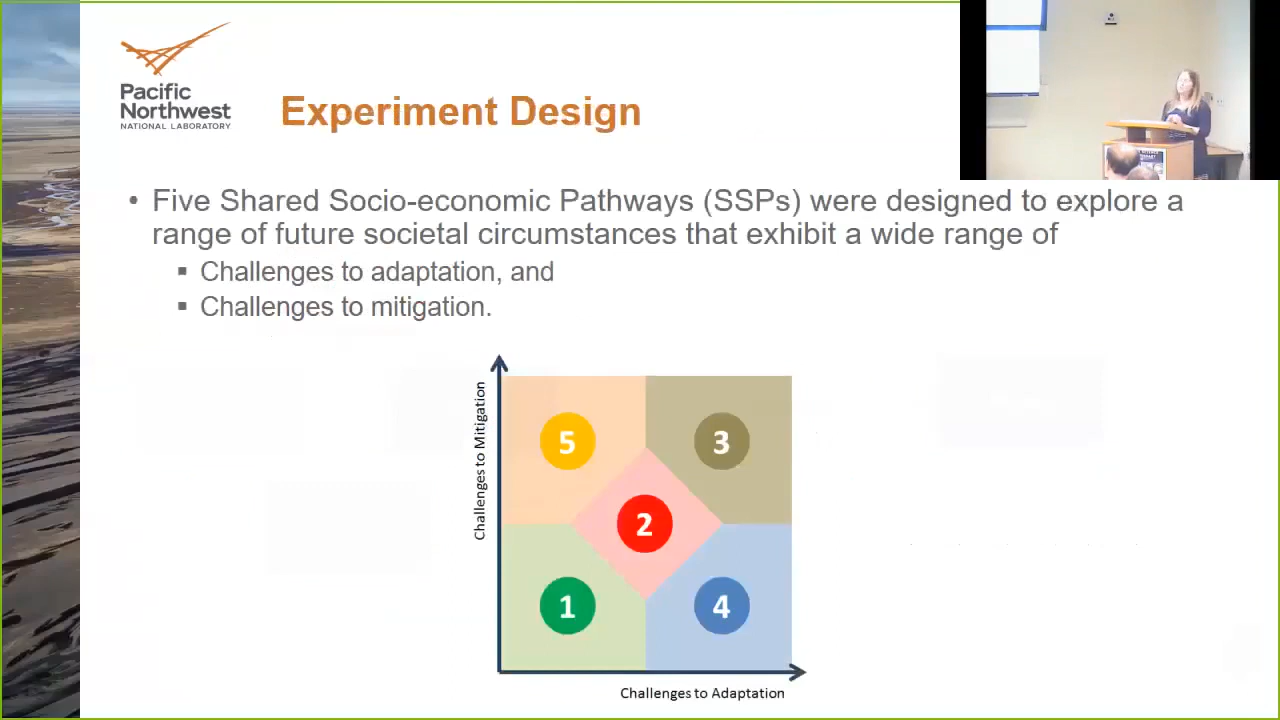 Pacific
Northwest
NATIONAL LABORATORY
Experiment Design
• Five Shared Socio-economic Pathways (SSPs) were designed to explore a
range of future societal circumstances that exhibit a wide range of
▪ Challenges to adaptation, and
▪ Challenges to mitigation.
Challenges to Mitigation
5
3
2
1
4
Challenges to Adaptation